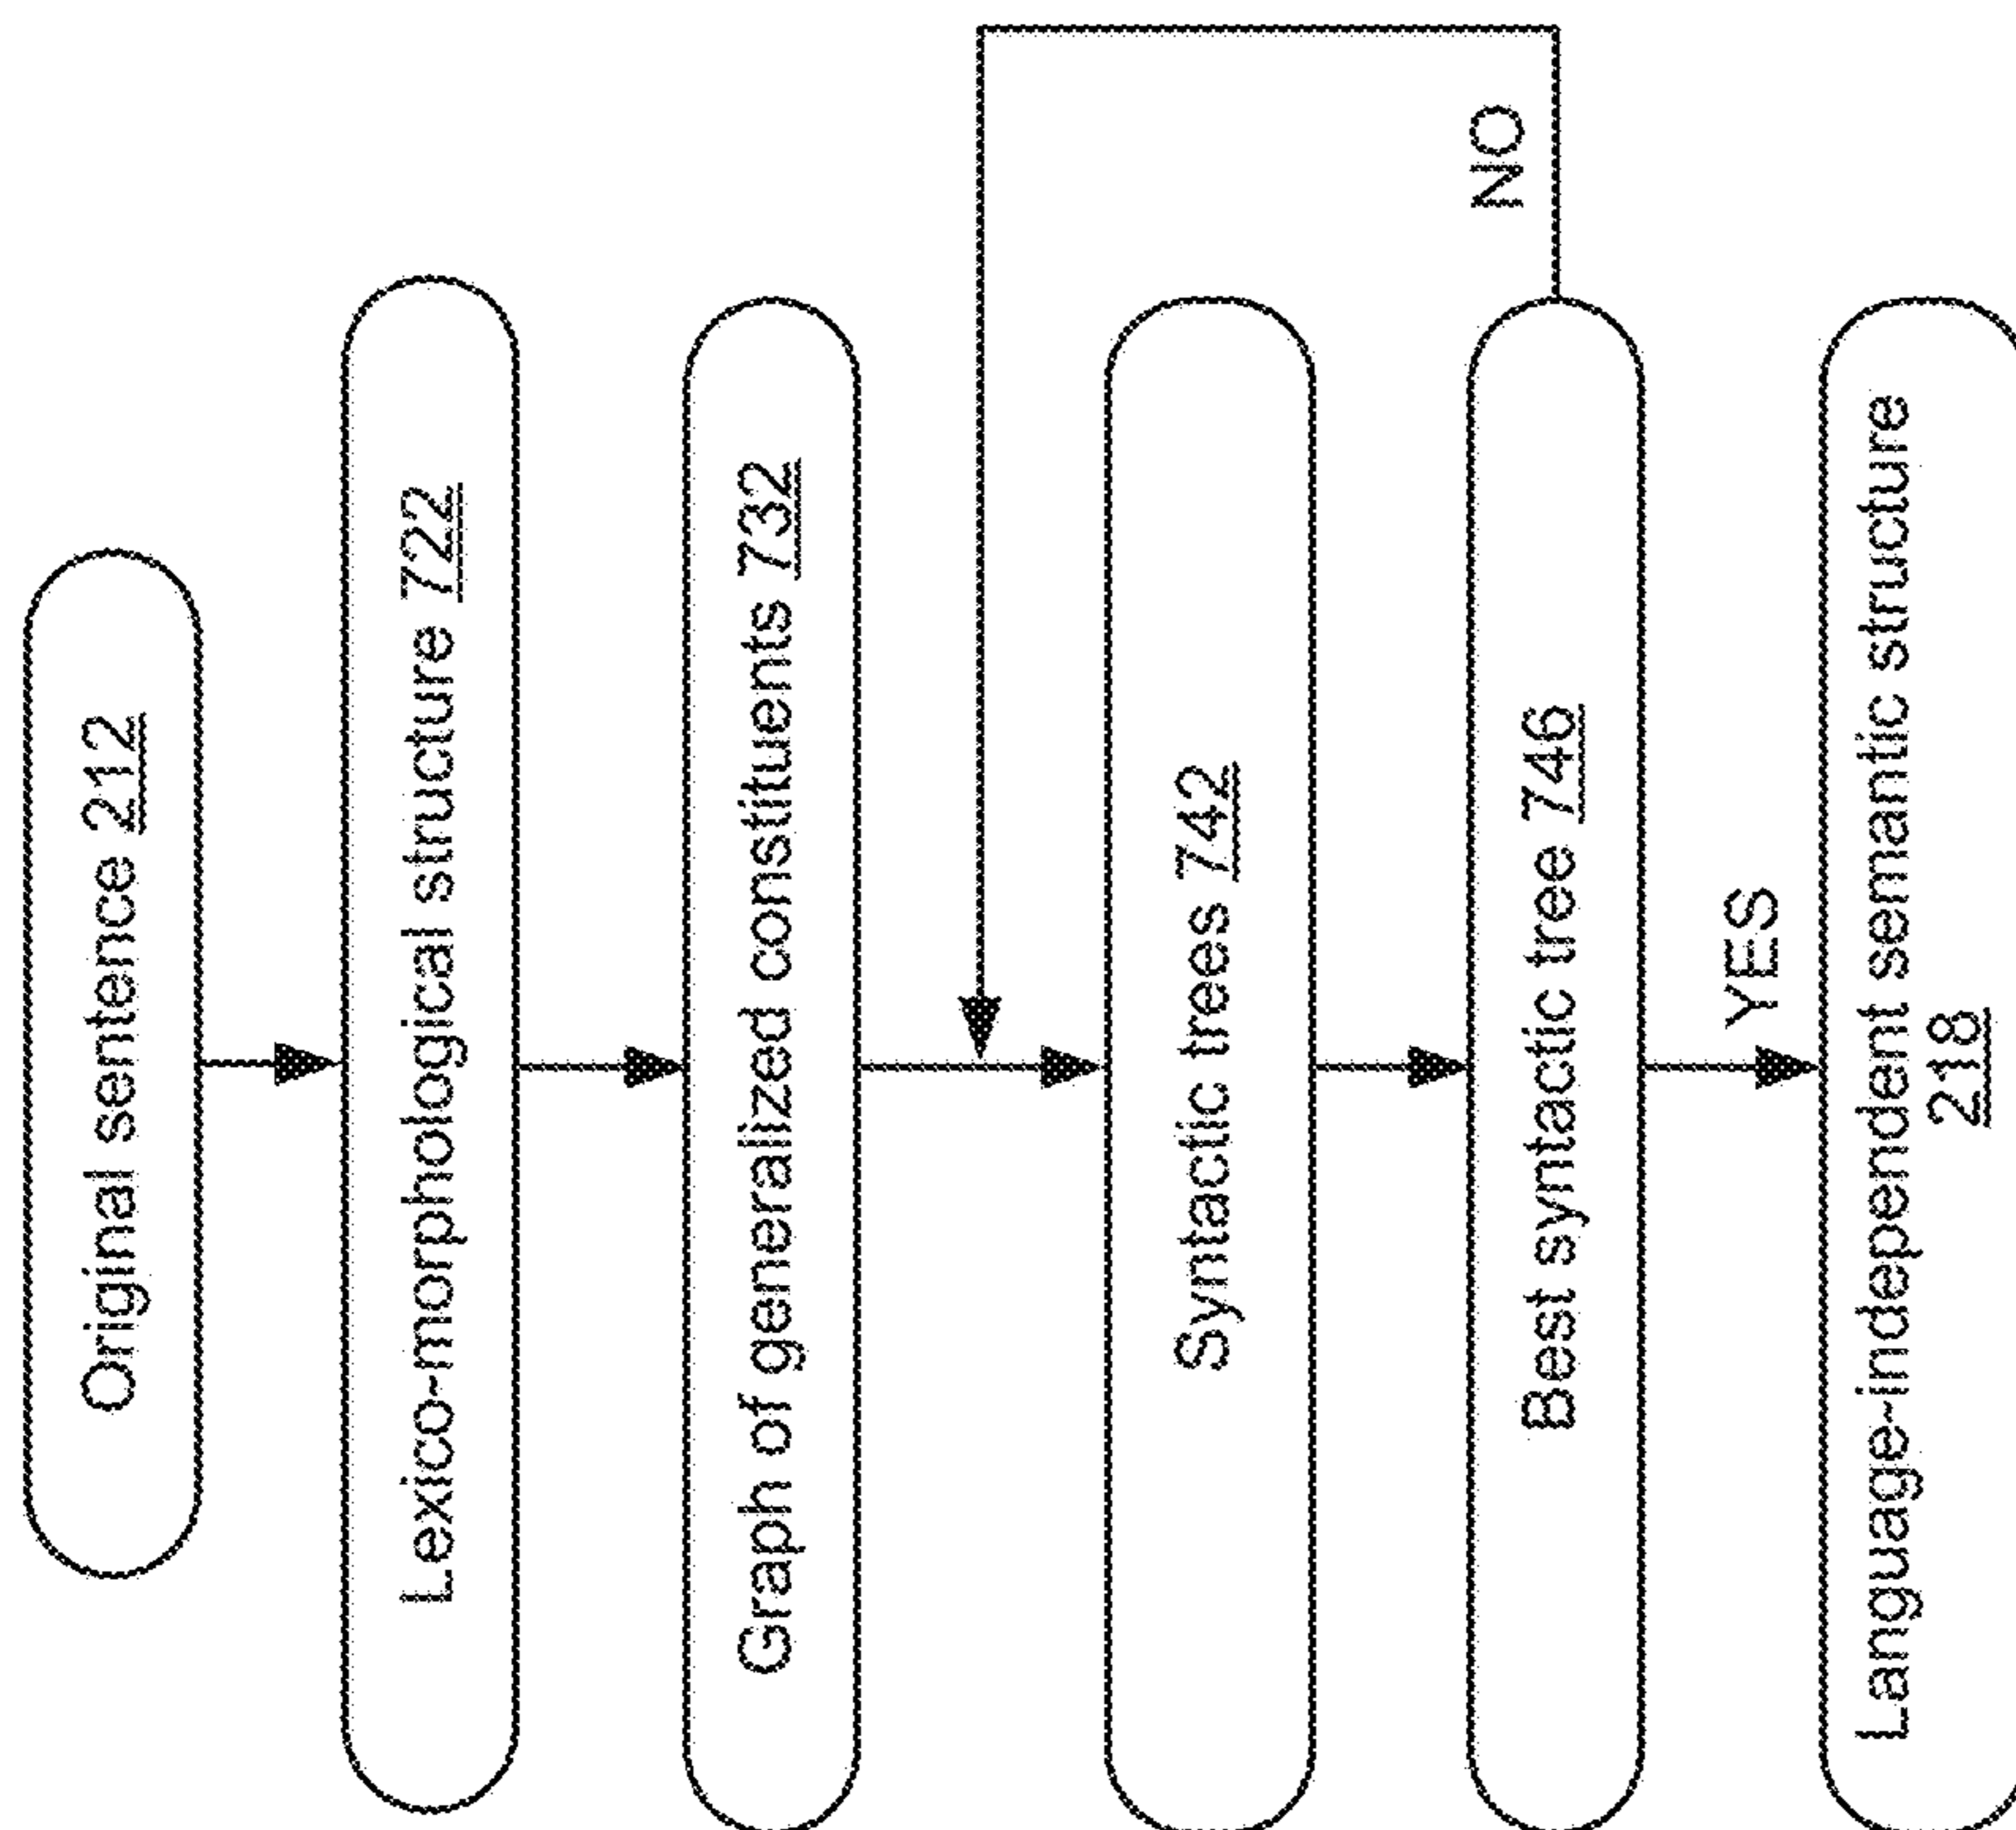 Original sentence 212
Lexico-morphological structure 722
Graph of generalized constituents 732
Syntactic trees 742
NO
Best syntactic tree 746
YES
Language-independent semantic structure
218